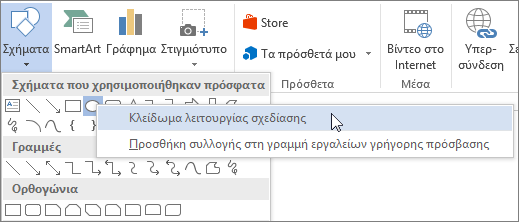 Σχήματα
SmartArt
Γράφημα
Στιγμιότυπο
Store
Τα πρόσθετά μου
Πρόσθετα
Βίντεο στο
Internet
Μέσα
Υπερ-
σύνδεση
Σε
Σχήματα που χρησιμοποιήθηκαν πρόσφατα
Κλείδωμα λειτουργίας σχεδίασης
Προσθήκη συλλογής στη γραμμή εργαλείων γρήγορης πρόσβασης
Γραμμές
Ορθογώνια